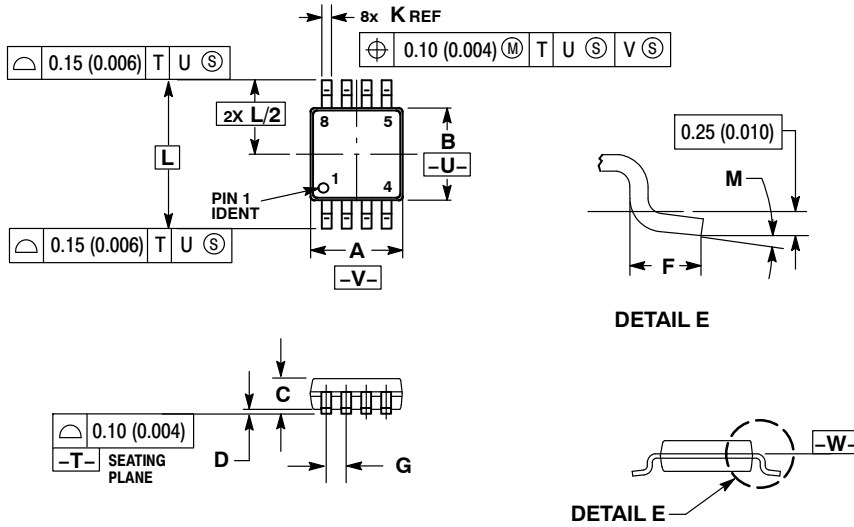 8x K REF
⌖ 0.10 (0.004) Ⓜ T U Ⓢ V Ⓢ
⌓ 0.15 (0.006) T U Ⓢ
2X L/2
8 5
L
B
–U–
0.25 (0.010)
M
1 4
PIN 1
IDENT
⌓ 0.15 (0.006) T U Ⓢ
A
–V–
F
DETAIL E
C
⌓ 0.10 (0.004)
–T– SEATING
PLANE
D
G
–W–
DETAIL E